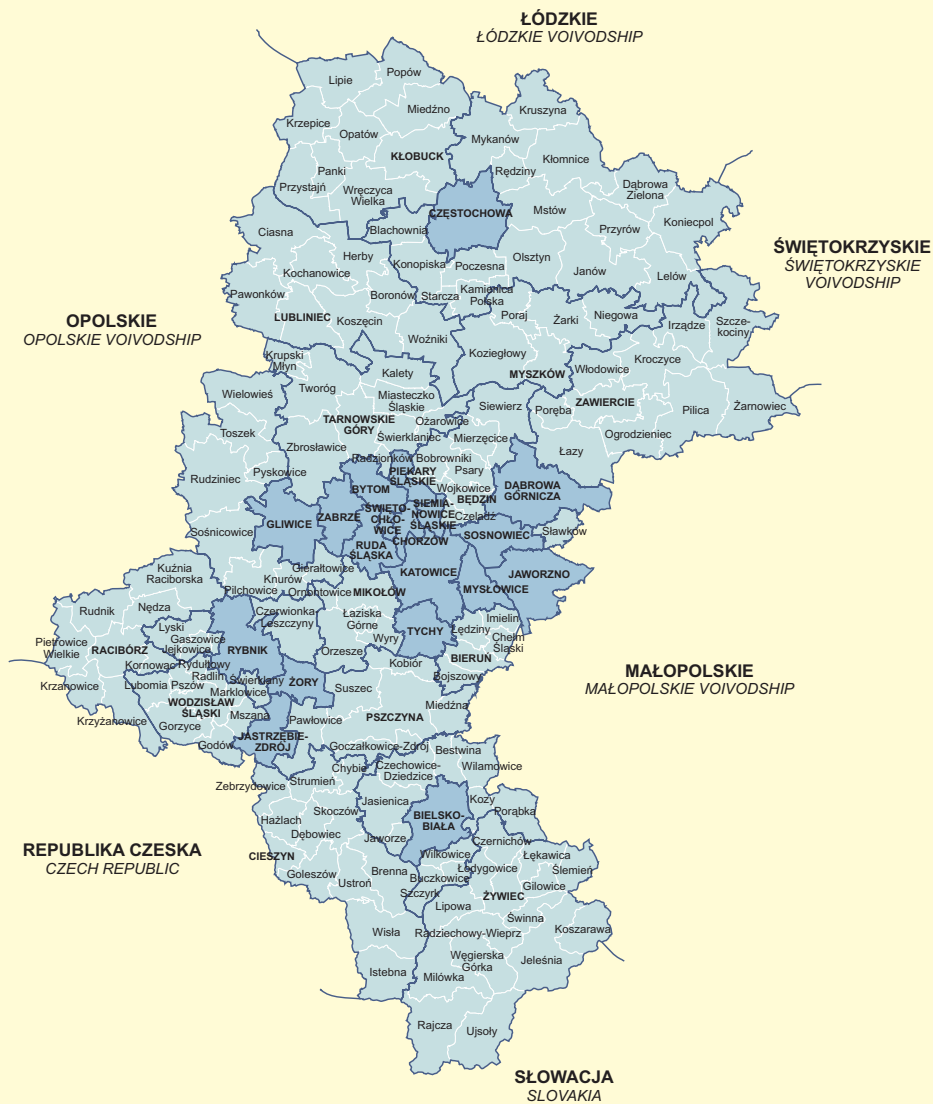 ŁÓDZKIE
ŁÓDZKIE VOIVODSHIP
Popów
Lipie
Miedźno
Kruszyna
Krzepice
Opatów
Mykanów
KŁOBUCK
Kłomnice
Panki
Rędziny
Przystajń
Wręczyca
Wielka
Dąbrowa
Zielona
CZĘSTOCHOWA
Mstów
Koniecpol
Blachownia
Przyrów
Ciasna
ŚWIĘTOKRZYSKIE
ŚWIĘTOKRZYSKIE
VOIVODSHIP
Herby
Konopiska
Poczesna
Olsztyn
Janów
Lelów
Kochanowice
Pawonków
Boronów
Starcza
Kamienica
Polska
OPOLSKIE
OPOLSKIE VOIVODSHIP
LUBLINIEC
Koszęcin
Poraj
Żarki
Niegowa
Irządze
Szcze-
kociny
Woźniki
Koziegłowy
Kroczyce
Krupski
Młyn
Włodowice
Kalety
MYSZKÓW
Tworóg
Wielowieś
Miasteczko
Śląskie
Siewierz
Poręba
ZAWIERCIE
Pilica
Żarnowiec
TARNOWSKIE
GÓRY
Ożarowice
Toszek
Świerklaniec
Mierzęcice
Ogrodzieniec
Zbrosławice
Radzionków
Bobrowniki
Łazy
Rudziniec
Pyskowice
PIEKARY
ŚLĄSKIE
Psary
BYTOM
Wojkowice
BĘDZIN
DĄBROWA
GÓRNICZA
GLIWICE
ZABRZE
ŚWIĘTO-
CHŁO-
WICE
SIEMIA-
NOWICE
ŚLĄSKIE
Czeladź
Sośnicowice
CHORZÓW
SOSNOWIEC
Sławków
RUDA
ŚLĄSKA
Kuźnia
Raciborska
Gierałtowice
KATOWICE
JAWORZNO
Knurów
Pilchowice
Ornontowice
MIKOŁÓW
MYSŁOWICE
Rudnik
Nędza
Czerwionka-
Leszczyny
Łaziska
Górne
Imielin
Lyski
Lędziny
Chełm
Śląski
Pietrowice
Wielkie
Gaszowice
TYCHY
Wyry
RACIBÓRZ
Jejkowice
RYBNIK
Orzesze
BIERUŃ
Kornowac
Rydułtowy
Kobiór
MAŁOPOLSKIE
MAŁOPOLSKIE VOIVODSHIP
Radlin
Świerklany
ŻORY
Bojszowy
Krzanowice
Lubomia
Pszów
Suszec
Marklowice
WODZISŁAW
ŚLĄSKI
Miedźna
Krzyżanowice
Mszana
Pawłowice
PSZCZYNA
Gorzyce
JASTRZĘBIE-
ZDRÓJ
Godów
Goczałkowice-Zdrój
Bestwina
Chybie
Czechowice-
Dziedzice
Wilamowice
Zebrzydowice
Strumień
Jasienica
Kozy
Porąbka
Skoczów
BIELSKO-
BIAŁA
Hażlach
Dębowiec
Jaworze
Czernichów
REPUBLIKA CZESKA
CZECH REPUBLIC
CIESZYN
Wilkowice
Łękawica
Goleszów
Brenna
Łodygowice
Ślemień
Ustroń
Buczkowice
Szczyrk
ŻYWIEC
Gilowice
Lipowa
Świnna
Wisła
Radziechowy-Wieprz
Koszarawa
Węgierska
Górka
Jeleśnia
Istebna
Milówka
Rajcza
Ujsoły
SŁOWACJA
SLOVAKIA